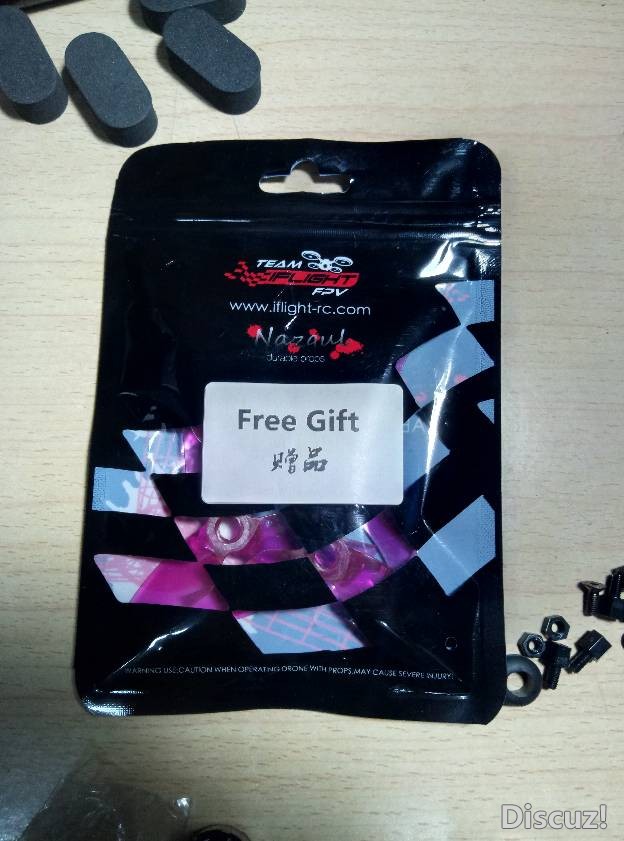 TEAM
IFLIGHT
FPV
www.iflight-rc.com
Nazgul
durable props
Free Gift
赠品
WARNING USE:CAUTION WHEN OPERATING DRONE WITH PROPS,MAY CAUSE SEVERE INJURY!
Discuz!